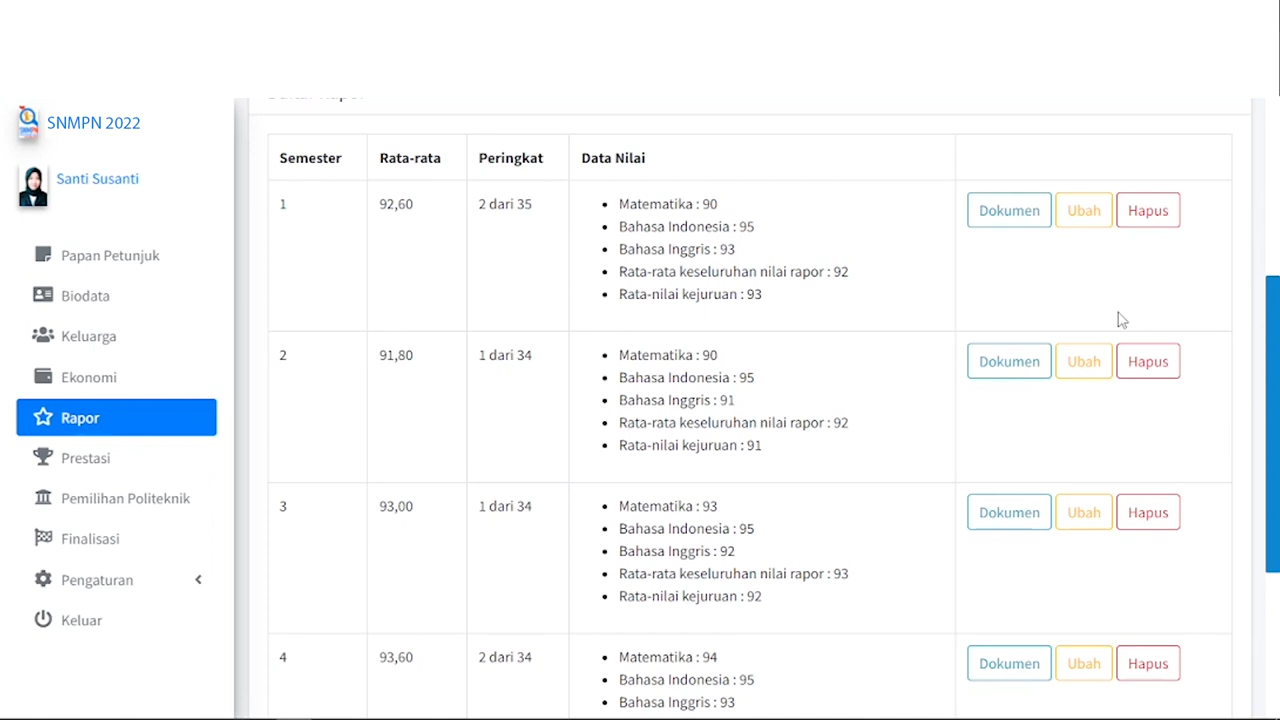 SNMPN 2022
Santi Susanti
Papan Petunjuk
Biodata
Keluarga
Ekonomi
Rapor
Prestasi
Pemilihan Politeknik
Finalisasi
Pengaturan
Keluar
Semester Rata-rata Peringkat Data Nilai
1 92,60 2 dari 35
Matematika : 90
Bahasa Indonesia : 95
Bahasa Inggris : 93
Rata-rata keseluruhan nilai rapor : 92
Rata-nilai kejuruan : 93
Dokumen Ubah Hapus
2 91,80 1 dari 34
Matematika : 90
Bahasa Indonesia : 95
Bahasa Inggris : 91
Rata-rata keseluruhan nilai rapor : 92
Rata-nilai kejuruan : 91
Dokumen Ubah Hapus
3 93,00 1 dari 34
Matematika : 93
Bahasa Indonesia : 95
Bahasa Inggris : 92
Rata-rata keseluruhan nilai rapor : 93
Rata-nilai kejuruan : 92
Dokumen Ubah Hapus
4 93,60 2 dari 34
Matematika : 94
Bahasa Indonesia : 95
Bahasa Inggris : 93
Dokumen Ubah Hapus